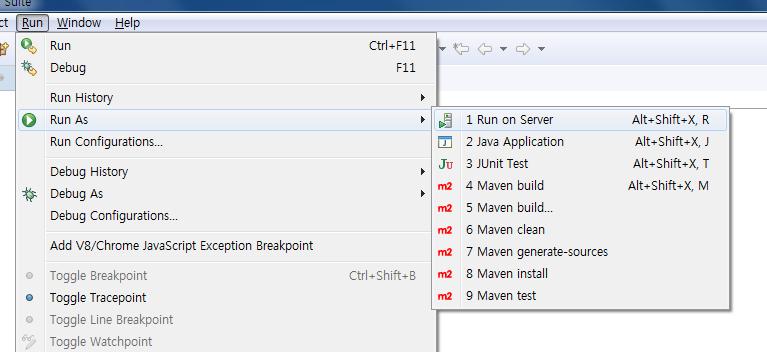 Suite
ct Run Window Help
Run Ctrl+F11
Debug F11
Run History
Run As
Run Configurations...
Debug History
Debug As
Debug Configurations...
Add V8/Chrome JavaScript Exception Breakpoint
Toggle Breakpoint Ctrl+Shift+B
Toggle Tracepoint
Toggle Line Breakpoint
Toggle Watchpoint
1 Run on Server Alt+Shift+X, R
J 2 Java Application Alt+Shift+X, J
JU 3 JUnit Test Alt+Shift+X, T
m2 4 Maven build Alt+Shift+X, M
m2 5 Maven build...
m2 6 Maven clean
m2 7 Maven generate-sources
m2 8 Maven install
m2 9 Maven test